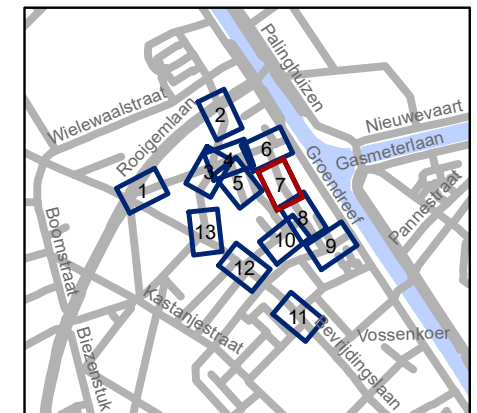 Palinghuizen
Wielewaalstraat
Rooigemlaan
Nieuwevaart
Gasmeterlaan
Groendreef
Pannestraat
Boomstraat
1
2
3
4
5
6
7
8
9
10
11
12
13
Kastanjestraat
Bevrijdingslaan
Vossenkoer
Biezenstuk